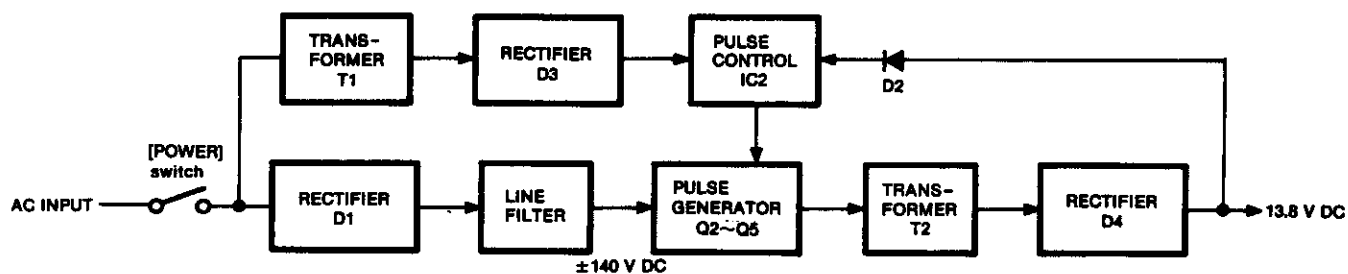 TRANS-
FORMER
T1
RECTIFIER
D3
PULSE
CONTROL
IC2
D2
[POWER]
switch
AC INPUT
RECTIFIER
D1
LINE
FILTER
±140 V DC
PULSE
GENERATOR
Q2~Q5
TRANS-
FORMER
T2
RECTIFIER
D4
13.8 V DC